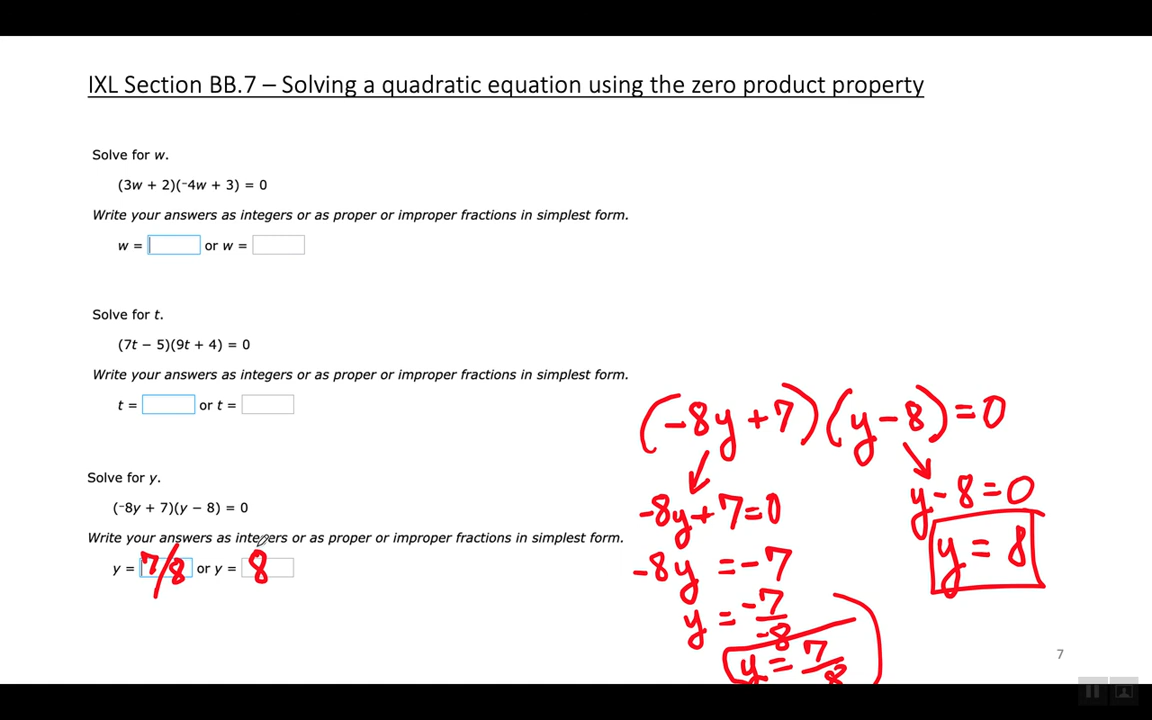 IXL Section BB.7 – Solving a quadratic equation using the zero product property
Solve for w.
(3w + 2)(⁻4w + 3) = 0
Write your answers as integers or as proper or improper fractions in simplest form.
w = or w =
Solve for t.
(7t − 5)(9t + 4) = 0
Write your answers as integers or as proper or improper fractions in simplest form.
t = or t =
Solve for y.
(⁻8y + 7)(y − 8) = 0
Write your answers as integers or as proper or improper fractions in simplest form.
y = 7/8 or y = 8
(-8y+7)(y-8)=0
-8y+7=0
-8y=-7
y=-7/-8
y=7/8
y-8=0
y=8
7